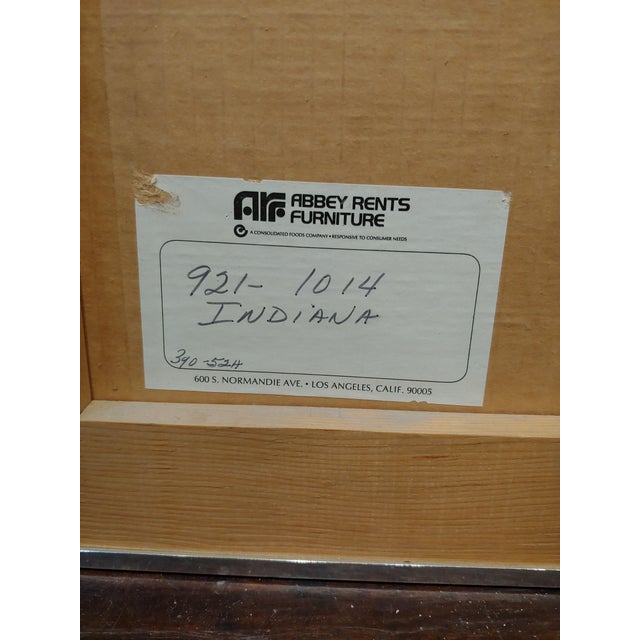 ARF ABBEY RENTS
FURNITURE
A CONSOLIDATED FOODS COMPANY • RESPONSIVE TO CONSUMER NEEDS
921- 1014
INDIANA
390-524
600 S. NORMANDIE AVE. • LOS ANGELES, CALIF. 90005